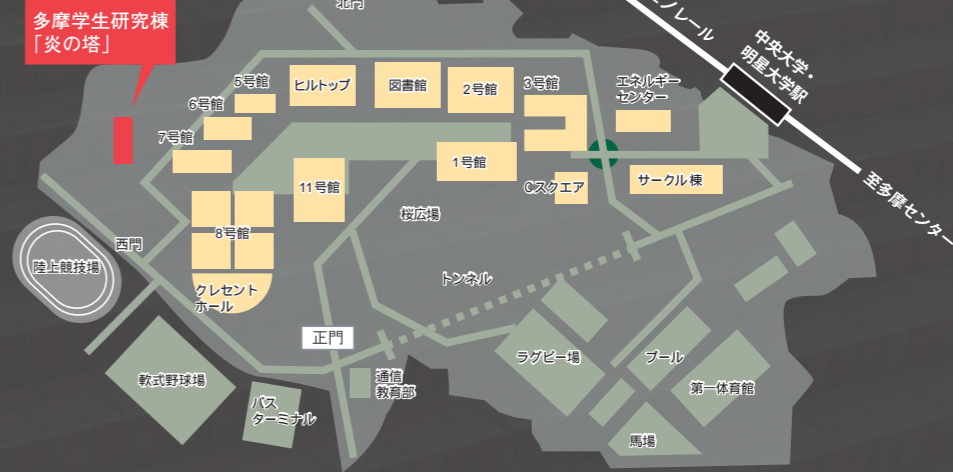 北門
多摩学生研究棟
「炎の塔」
ノレール
中央大学・
明星大学駅
5号館
ヒルトップ
図書館
2号館
3号館
エネルギー
センター
6号館
7号館
1号館
11号館
Cスクエア
サークル棟
至多摩センター
桜広場
8号館
西門
陸上競技場
トンネル
クレセント
ホール
正門
ラグビー場
プール
軟式野球場
通信
教育部
第一体育館
バス
ターミナル
馬場